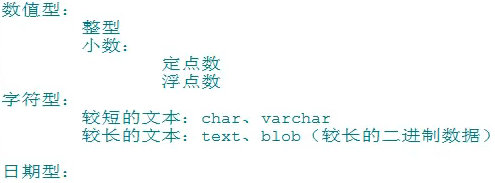 数值型：
整型
小数：
定点数
浮点数
字符型：
较短的文本：char、varchar
较长的文本：text、blob（较长的二进制数据）
日期型：